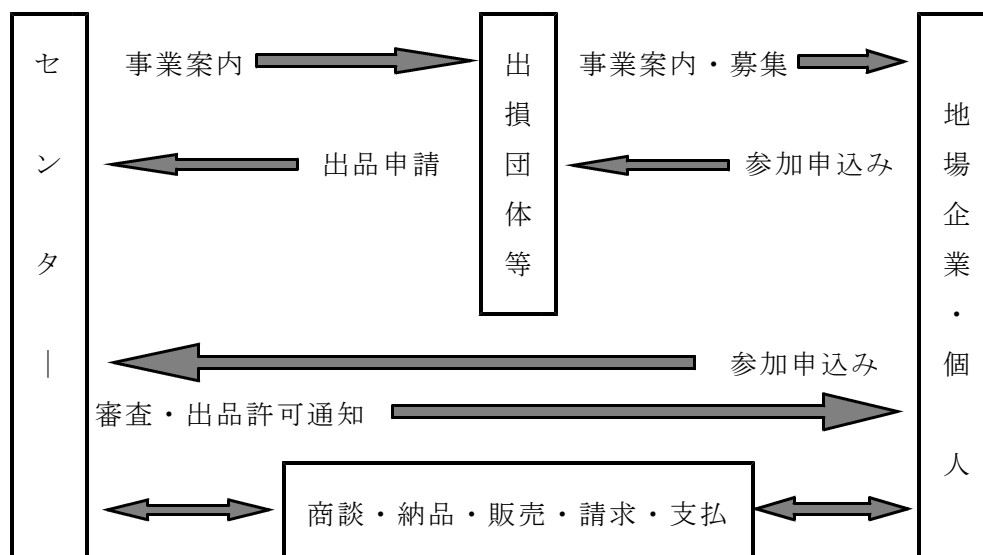 センター
事業案内
出損団体等
事業案内・募集
地場企業・個人
出品申請
参加申込み
参加申込み
審査・出品許可通知
商談・納品・販売・請求・支払